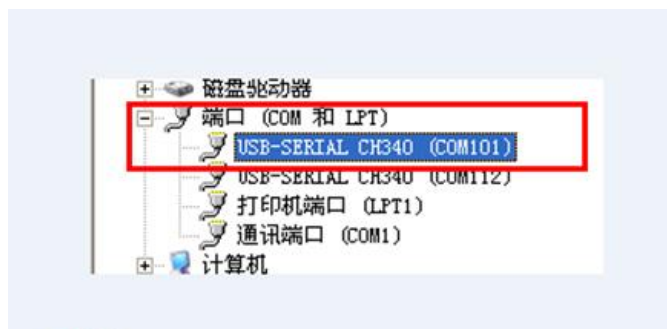 磁盘驱动器
端口 (COM 和 LPT)
USB-SERIAL CH340 (COM101)
USB-SERIAL CH340 (COM112)
打印机端口 (LPT1)
通讯端口 (COM1)
计算机